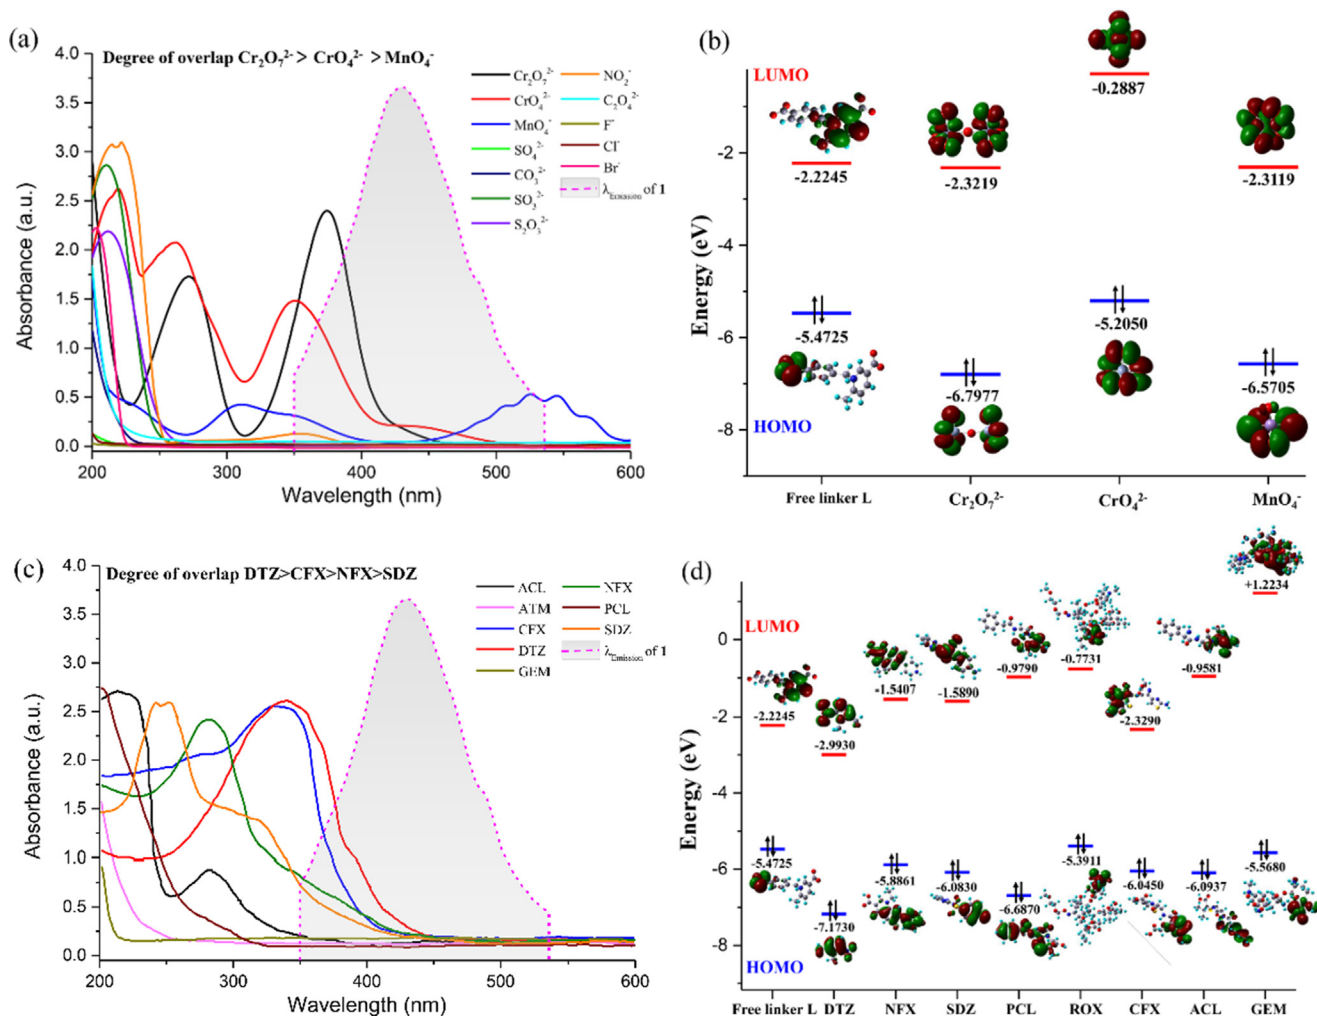 (a)
Degree of overlap Cr₂O₇²⁻ > CrO₄²⁻ > MnO₄⁻
Cr₂O₇²⁻
CrO₄²⁻
MnO₄⁻
SO₄²⁻
CO₃²⁻
SO₃²⁻
S₂O₃²⁻
NO₂⁻
C₂O₄²⁻
F⁻
Cl⁻
Br⁻
λEmission of 1
Absorbance (a.u.)
4.0
3.5
3.0
2.5
2.0
1.5
1.0
0.5
0.0
200 300 400 500 600
Wavelength (nm)
(b)
LUMO
-0.2887
-2.2245
-2.3219
-2.3119
Energy (eV)
-2
-4
-6
-8
-5.4725
-6.7977
-5.2050
-6.5705
HOMO
Free linker L Cr₂O₇²⁻ CrO₄²⁻ MnO₄⁻
(c)
Degree of overlap DTZ>CFX>NFX>SDZ
ACL
ATM
CFX
DTZ
GEM
NFX
PCL
SDZ
λEmission of 1
Absorbance (a.u.)
4.0
3.5
3.0
2.5
2.0
1.5
1.0
0.5
0.0
200 300 400 500 600
Wavelength (nm)
(d)
LUMO
+1.2234
-2.2245
-2.9930
-1.5407
-1.5890
-0.9790
-0.7731
-2.3290
-0.9581
Energy (eV)
0
-2
-4
-6
-8
-5.4725
-7.1730
-5.8861
-6.0830
-6.6870
-5.3911
-6.0450
-6.0937
-5.5680
HOMO
Free linker L DTZ NFX SDZ PCL ROX CFX ACL GEM